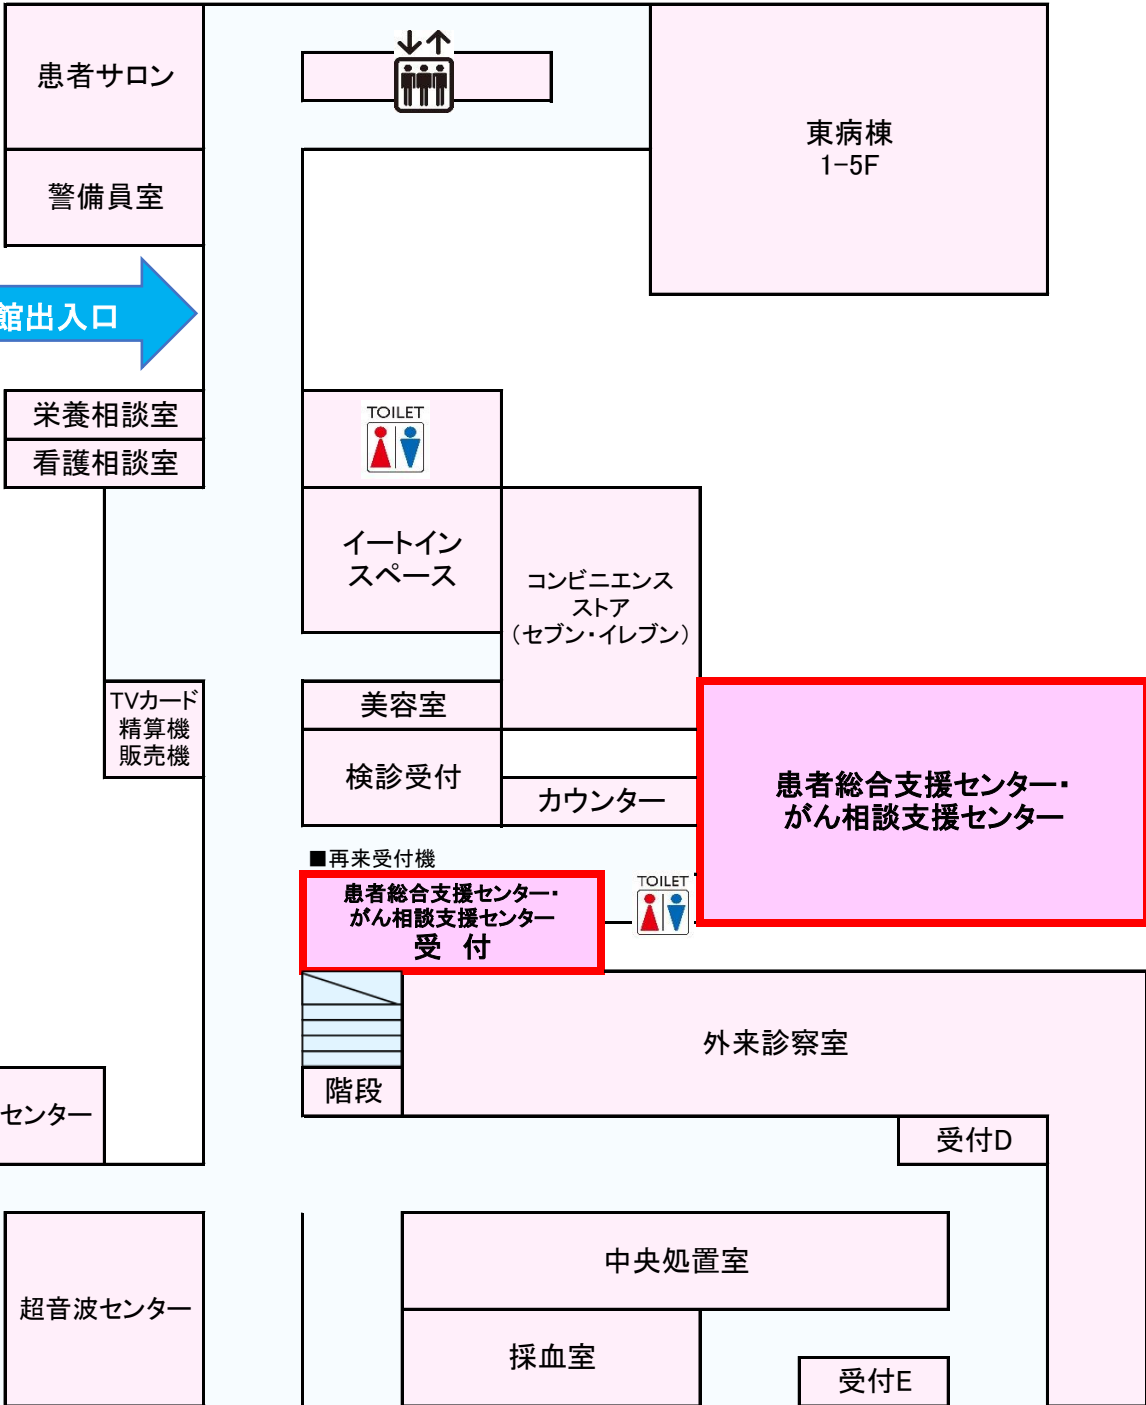 患者サロン
東病棟
1-5F
警備員室
館出入口
栄養相談室
看護相談室
TOILET
イートイン
スペース
コンビニエンス
ストア
（セブン・イレブン）
TVカード
精算機
販売機
美容室
検診受付
カウンター
患者総合支援センター・
がん相談支援センター
■再来受付機
患者総合支援センター・
がん相談支援センター
受 付
TOILET
外来診察室
階段
センター
受付D
中央処置室
超音波センター
採血室
受付E